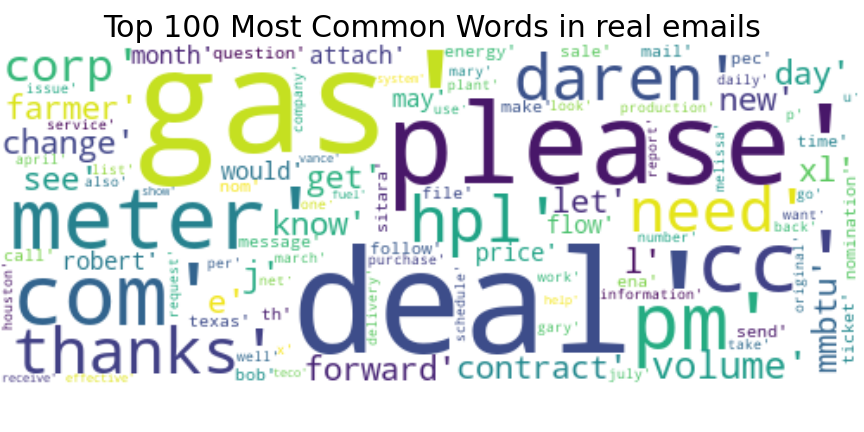 Top 100 Most Common Words in real emails
corp' month' question' attach' energy' sale' mail'
issue' gas' company' system' mary' plant' daren' pec' day'
farmer' may' use' make' look' production' daily' new' u'
service' please' p'
change' report' melissa' time'
april' list' would' vance' get' xl'
see' also' nom' show' fuel' sitara' file' let' need' go' nomination'
meter' one' know' hpl' flow' want' back'
call' message' follow' price' number' cc'
robert' per' j' march' purchase' l' original'
houston' com' request' net' deal' work' ena' information' mmbtu' ticket'
e' delivery' schedule' help' pm'
texas' th' gary' send'
thanks' well' x' take'
bob' teco' forward' contract' july' volume'
receive' effective'